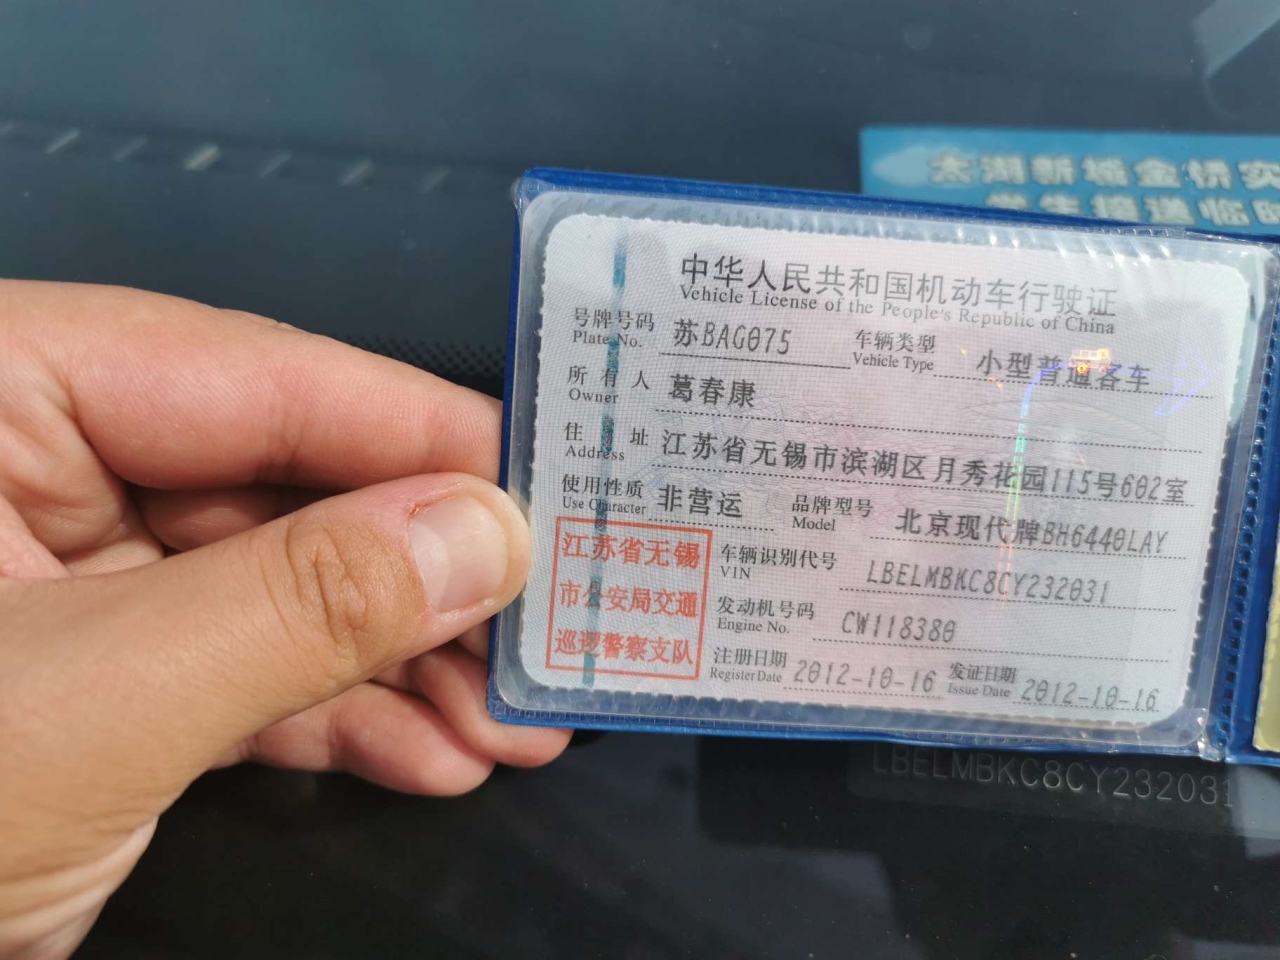 太湖新城金桥实
学生接送临时
中华人民共和国机动车行驶证
Vehicle License of the People's Republic of China
号牌号码 苏BAG075 车辆类型 小型普通客车
Plate No. Vehicle Type
所有人 葛春康
Owner
住址 江苏省无锡市滨湖区月秀花园115号602室
Address
使用性质 非营运 品牌型号 北京现代牌BH6440LAY
Use Character Model
江苏省无锡
市公安局交通
巡逻警察支队
车辆识别代号 LBELMBKC8CY232031
VIN
发动机号码 CW118380
Engine No.
注册日期 2012-10-16 发证日期 2012-10-16
Register Date Issue Date
LBELMBKC8CY232031